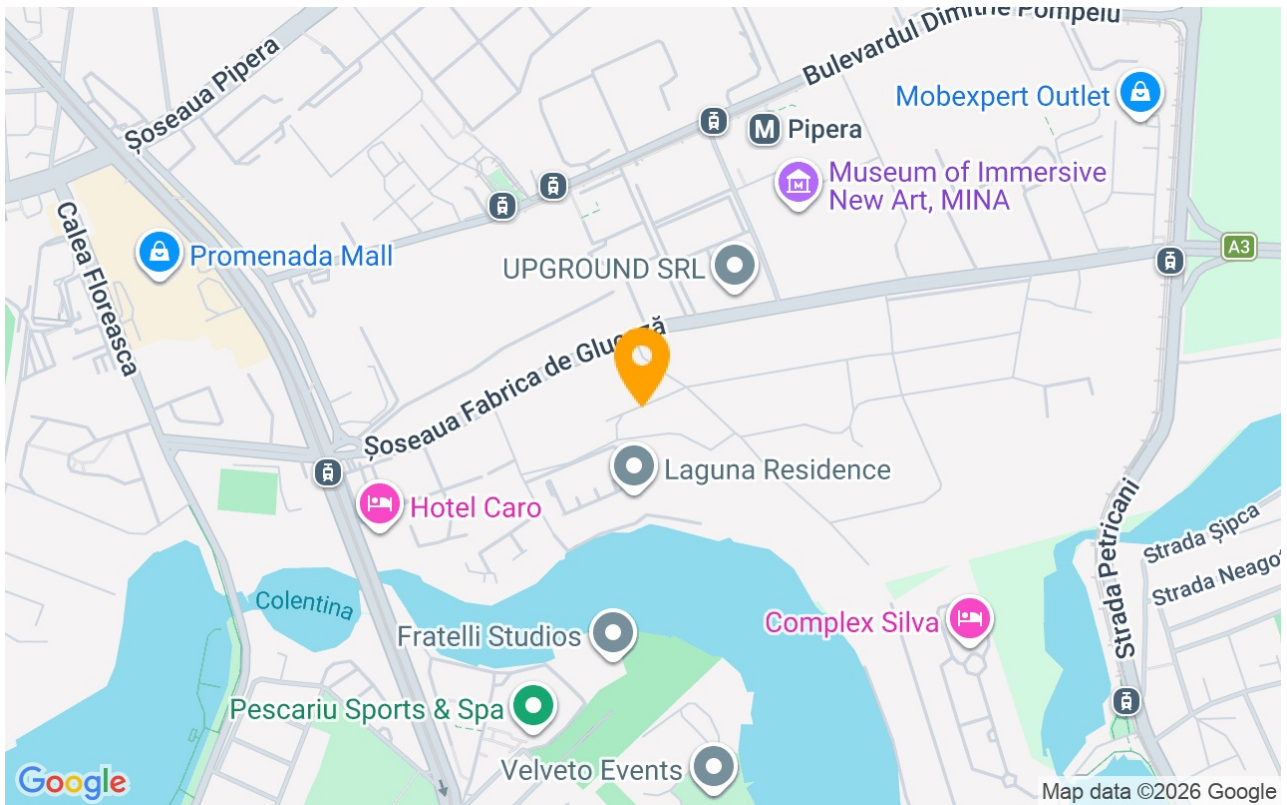 Bulevardul Dimitrie Pompeiu
Șoseaua Pipera
Mobexpert Outlet
M Pipera
Museum of Immersive
New Art, MINA
Calea Floreasca
Promenada Mall
A3
UPGROUND SRL
Șoseaua Fabrica de Glucoză
Laguna Residence
Hotel Caro
Strada Petricani
Strada Șipca
Strada Neagoe
Colentina
Fratelli Studios
Complex Silva
Pescariu Sports & Spa
Velveto Events
Google
Map data ©2026 Google